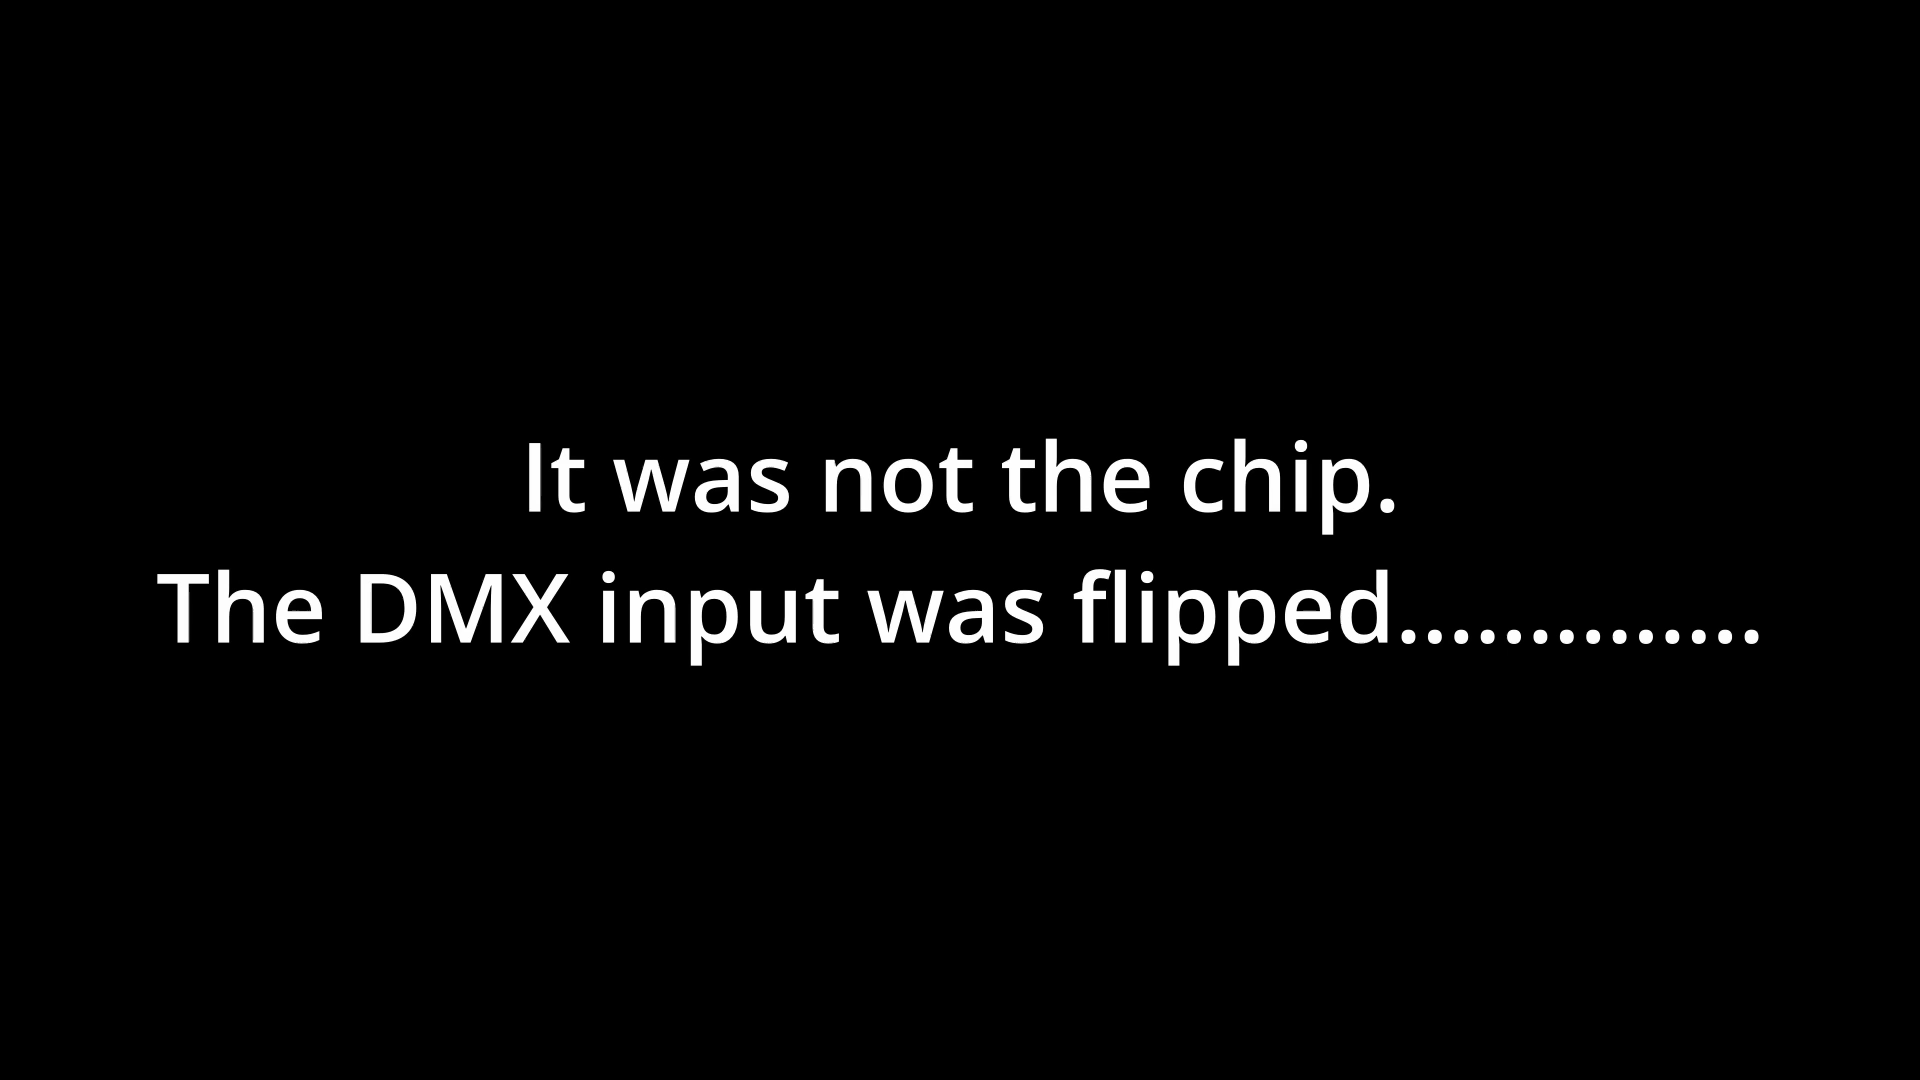 It was not the chip.
The DMX input was flipped..............